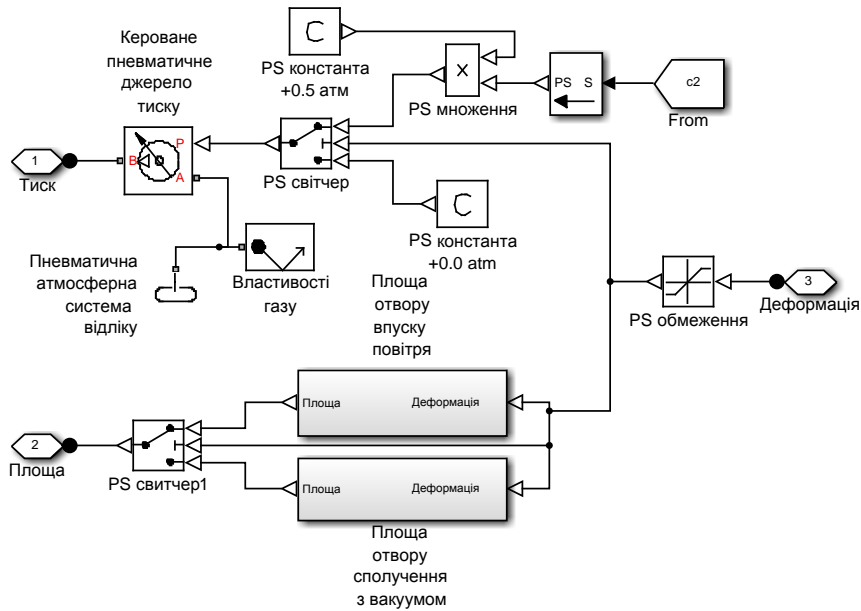 Кероване
пневматичне
джерело
тиску
C
PS константа
+0.5 атм
X
PS множення
PS S
c2
From
1
Тиск
B
P
A
PS світчер
C
PS константа
+0.0 atm
Пневматична
атмосферна
система
відліку
Властивості
газу
PS обмеження
3
Деформація
Площа
отвору
впуску
повітря
Площа
Деформація
2
Площа
PS свитчер1
Площа
Деформація
Площа
отвору
сполучення
з вакуумом